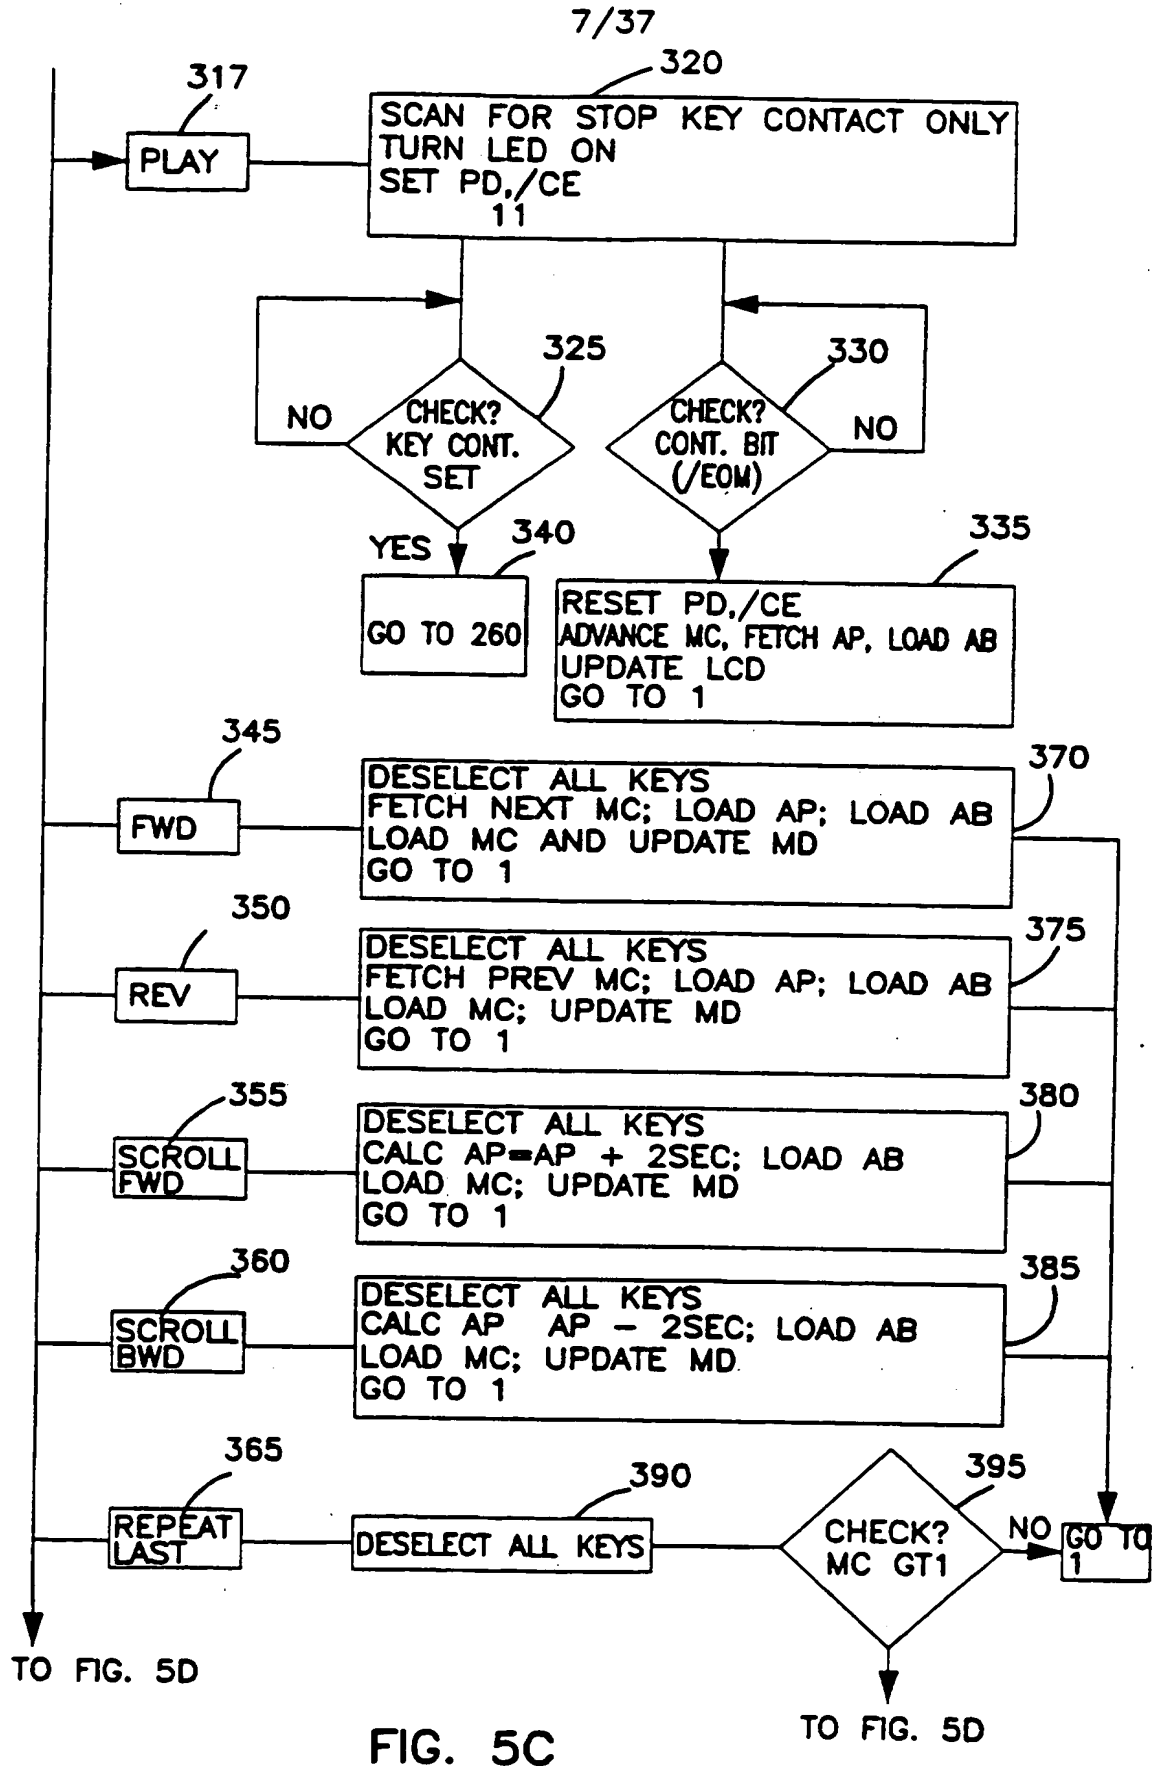 7/37
317
320
PLAY
SCAN FOR STOP KEY CONTACT ONLY
TURN LED ON
SET PD,/CE
11
325
330
NO
CHECK?
KEY CONT.
SET
CHECK?
CONT. BIT
(/EOM)
NO
YES
340
335
GO TO 260
RESET PD,/CE
ADVANCE MC, FETCH AP, LOAD AB
UPDATE LCD
GO TO 1
345
370
FWD
DESELECT ALL KEYS
FETCH NEXT MC; LOAD AP; LOAD AB
LOAD MC AND UPDATE MD
GO TO 1
350
375
REV
DESELECT ALL KEYS
FETCH PREV MC; LOAD AP; LOAD AB
LOAD MC; UPDATE MD
GO TO 1
355
380
SCROLL
FWD
DESELECT ALL KEYS
CALC AP=AP + 2SEC; LOAD AB
LOAD MC; UPDATE MD
GO TO 1
360
385
SCROLL
BWD
DESELECT ALL KEYS
CALC AP AP - 2SEC; LOAD AB
LOAD MC; UPDATE MD
GO TO 1
365
390
395
REPEAT
LAST
DESELECT ALL KEYS
CHECK?
MC GT1
NO
GO TO
1
TO FIG. 5D
TO FIG. 5D
FIG. 5C